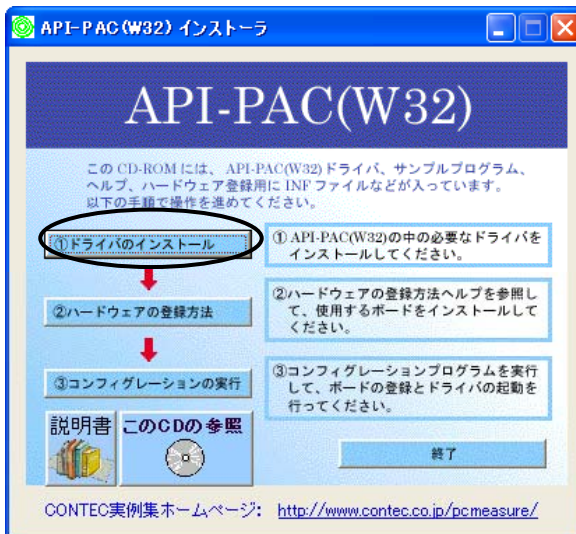 API-PAC(W32) インストーラ
API-PAC(W32)
この CD-ROM には、 API-PAC(W32)ドライバ、サンプルプログラム、
ヘルプ、ハードウェア登録用に INF ファイルなどが入っています。
以下の手順で操作を進めてください。
①ドライバのインストール
① API-PAC(W32)の中の必要なドライバを
インストールしてください。
②ハードウェアの登録方法
②ハードウェアの登録方法ヘルプを参照し
て、使用するボードをインストールして
ください。
③コンフィグレーションの実行
③コンフィグレーションプログラムを実行
して、ボードの登録とドライバの起動を
行ってください。
説明書
このCDの参照
終了
CONTEC実例集ホームページ： http://www.contec.co.jp/pcmeasure/